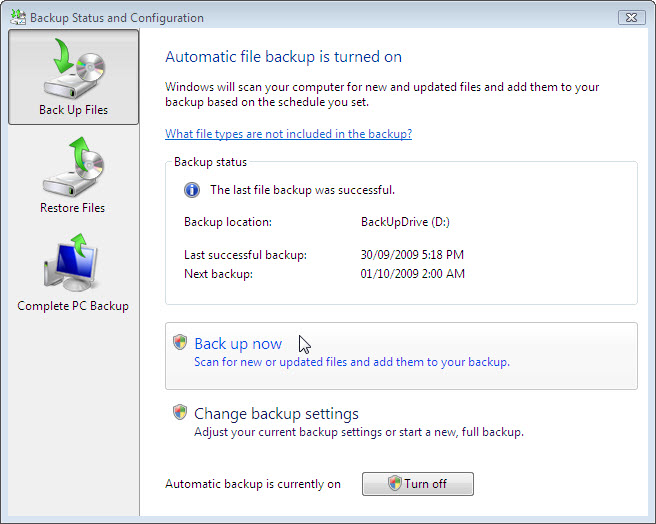 Backup Status and Configuration
Back Up Files
Restore Files
Complete PC Backup
Automatic file backup is turned on
Windows will scan your computer for new and updated files and add them to your
backup based on the schedule you set.
What file types are not included in the backup?
Backup status
The last file backup was successful.
Backup location: BackUpDrive (D:)
Last successful backup: 30/09/2009 5:18 PM
Next backup: 01/10/2009 2:00 AM
Back up now
Scan for new or updated files and add them to your backup.
Change backup settings
Adjust your current backup settings or start a new, full backup.
Automatic backup is currently on Turn off